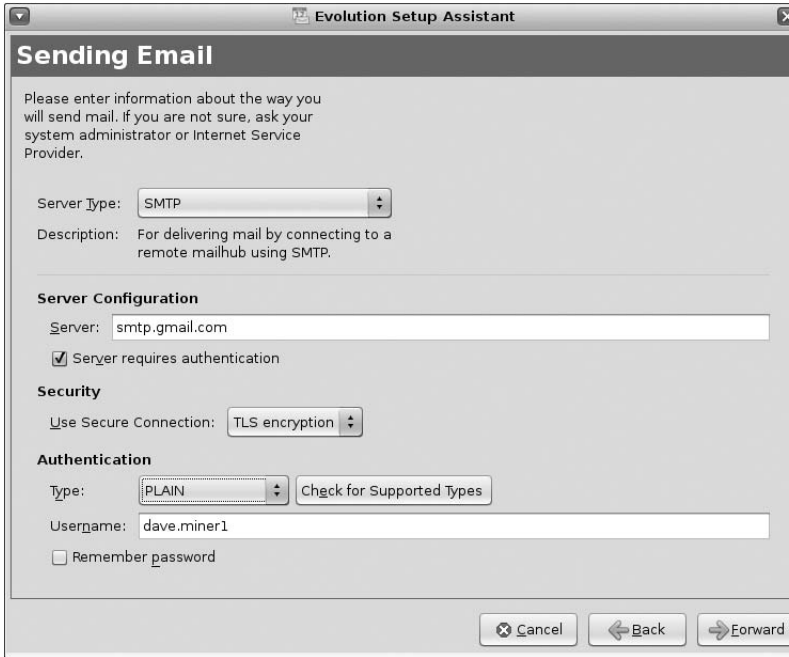 Evolution Setup Assistant
Sending Email
Please enter information about the way you
will send mail. If you are not sure, ask your
system administrator or Internet Service
Provider.
Server Type: SMTP
Description: For delivering mail by connecting to a
remote mailhub using SMTP.
Server Configuration
Server: smtp.gmail.com
Server requires authentication
Security
Use Secure Connection: TLS encryption
Authentication
Type: PLAIN Check for Supported Types
Username: dave.miner1
Remember password
Cancel Back Forward